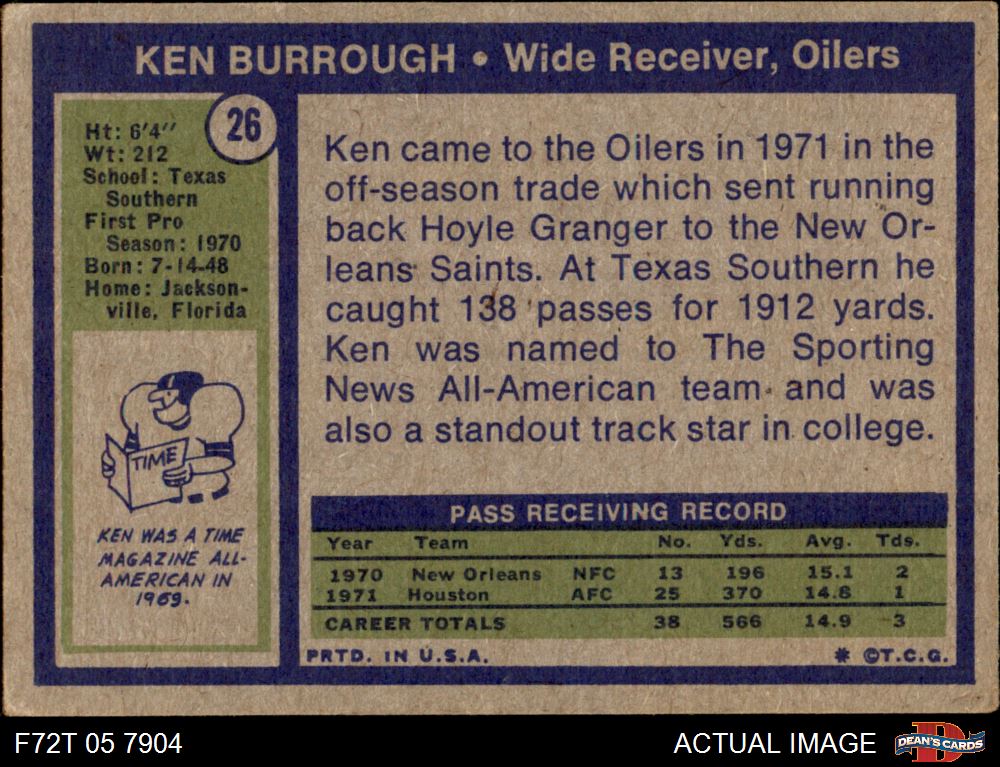 KEN BURROUGH • Wide Receiver, Oilers
26
Ht: 6'4"
Wt: 212
School: Texas
Southern
First Pro
Season: 1970
Born: 7-14-48
Home: Jackson-
ville, Florida
TIME
KEN WAS A TIME
MAGAZINE ALL-
AMERICAN IN
1969.
Ken came to the Oilers in 1971 in the
off-season trade which sent running
back Hoyle Granger to the New Or-
leans Saints. At Texas Southern he
caught 138 passes for 1912 yards.
Ken was named to The Sporting
News All-American team and was
also a standout track star in college.
PASS RECEIVING RECORD
Year Team No. Yds. Avg. Tds.
1970 New Orleans NFC 13 196 15.1 2
1971 Houston AFC 25 370 14.8 1
CAREER TOTALS 38 566 14.9 3
PRTD. IN U.S.A. * ©T.C.G.
F72T 05 7904 ACTUAL IMAGE D DEAN'S CARDS